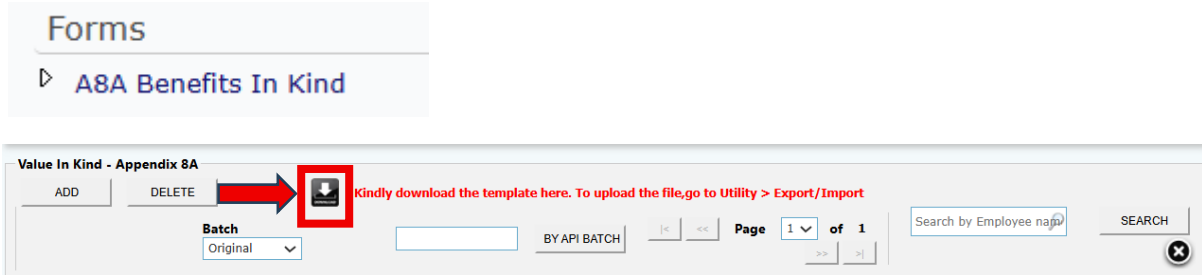 Forms
A8A Benefits In Kind
Value In Kind - Appendix 8A
ADD DELETE DOWNLOAD Kindly download the template here. To upload the file,go to Utility > Export/Import
Batch
Original BY API BATCH |< << Page 1 of 1 Search by Employee nam SEARCH
>> >|